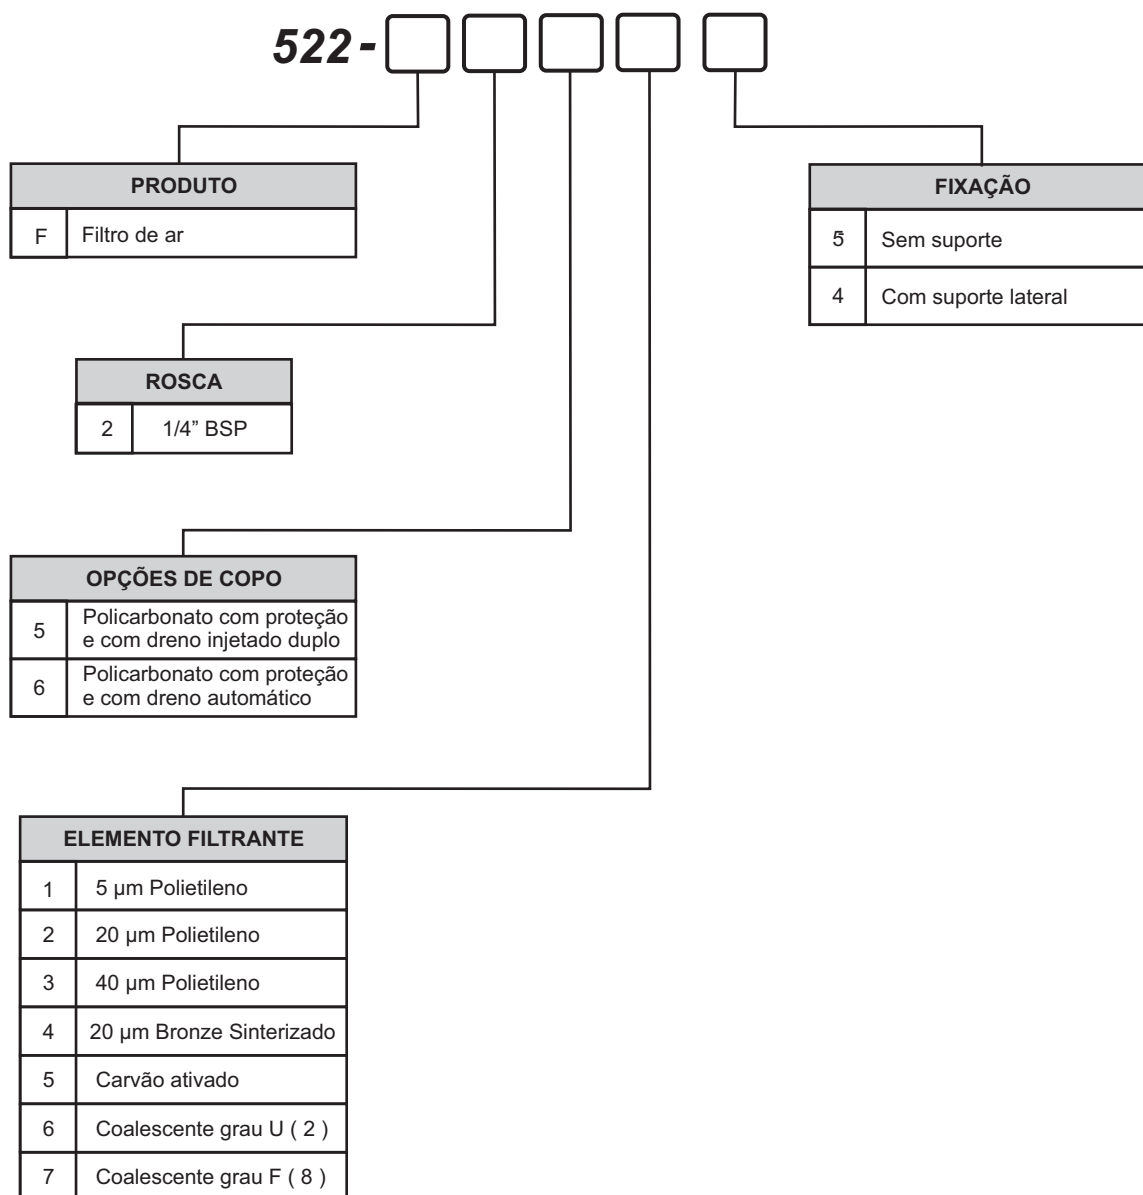 522-
PRODUTO
F Filtro de ar
FIXAÇÃO
5 Sem suporte
4 Com suporte lateral
ROSCA
2 1/4” BSP
OPÇÕES DE COPO
5 Policarbonato com proteção
e com dreno injetado duplo
6 Policarbonato com proteção
e com dreno automático
ELEMENTO FILTRANTE
1 5 µm Polietileno
2 20 µm Polietileno
3 40 µm Polietileno
4 20 µm Bronze Sinterizado
5 Carvão ativado
6 Coalescente grau U ( 2 )
7 Coalescente grau F ( 8 )